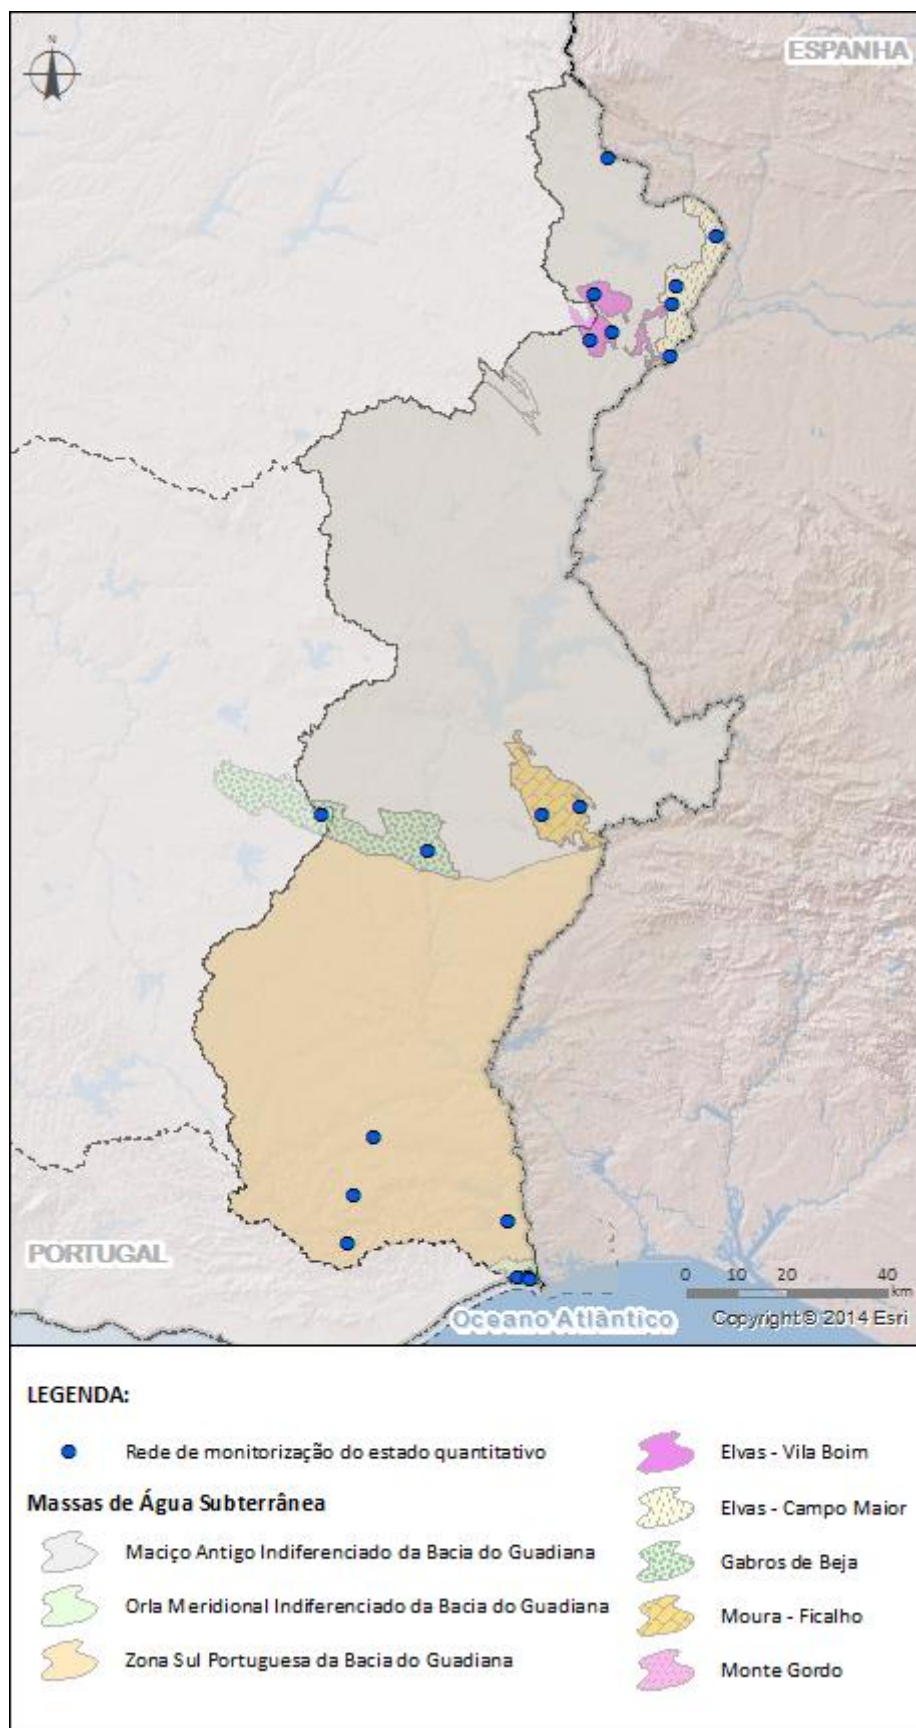 N
ESPANHA
PORTUGAL
0 10 20 40
km
Oceano Atlântico
Copyright© 2014 Esri
LEGENDA:
Rede de monitorização do estado quantitativo
Massas de Água Subterrânea
Maciço Antigo Indiferenciado da Bacia do Guadiana
Orla Meridional Indiferenciado da Bacia do Guadiana
Zona Sul Portuguesa da Bacia do Guadiana
Elvas - Vila Boim
Elvas - Campo Maior
Gabros de Beja
Moura - Ficalho
Monte Gordo